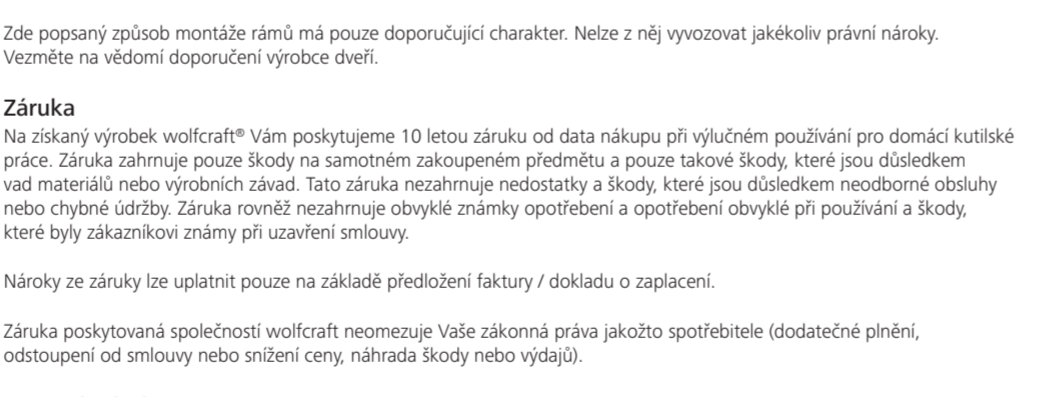 Zde popsaný způsob montáže rámů má pouze doporučující charakter. Nelze z něj vyvozovat jakékoliv právní nároky.
Vezměte na vědomí doporučení výrobce dveří.
Záruka
Na získaný výrobek wolfcraft® Vám poskytujeme 10 letou záruku od data nákupu při výlučném používání pro domácí kutilské
práce. Záruka zahrnuje pouze škody na samotném zakoupeném předmětu a pouze takové škody, které jsou důsledkem
vad materiálů nebo výrobních závad. Tato záruka nezahrnuje nedostatky a škody, které jsou důsledkem neodborné obsluhy
nebo chybné údržby. Záruka rovněž nezahrnuje obvyklé známky opotřebení a opotřebení obvyklé při používání a škody,
které byly zákazníkovi známy při uzavření smlouvy.
Nároky ze záruky lze uplatnit pouze na základě předložení faktury / dokladu o zaplacení.
Záruka poskytovaná společností wolfcraft neomezuje Vaše zákonná práva jakožto spotřebitele (dodatečné plnění,
odstoupení od smlouvy nebo snížení ceny, náhrada škody nebo výdajů).